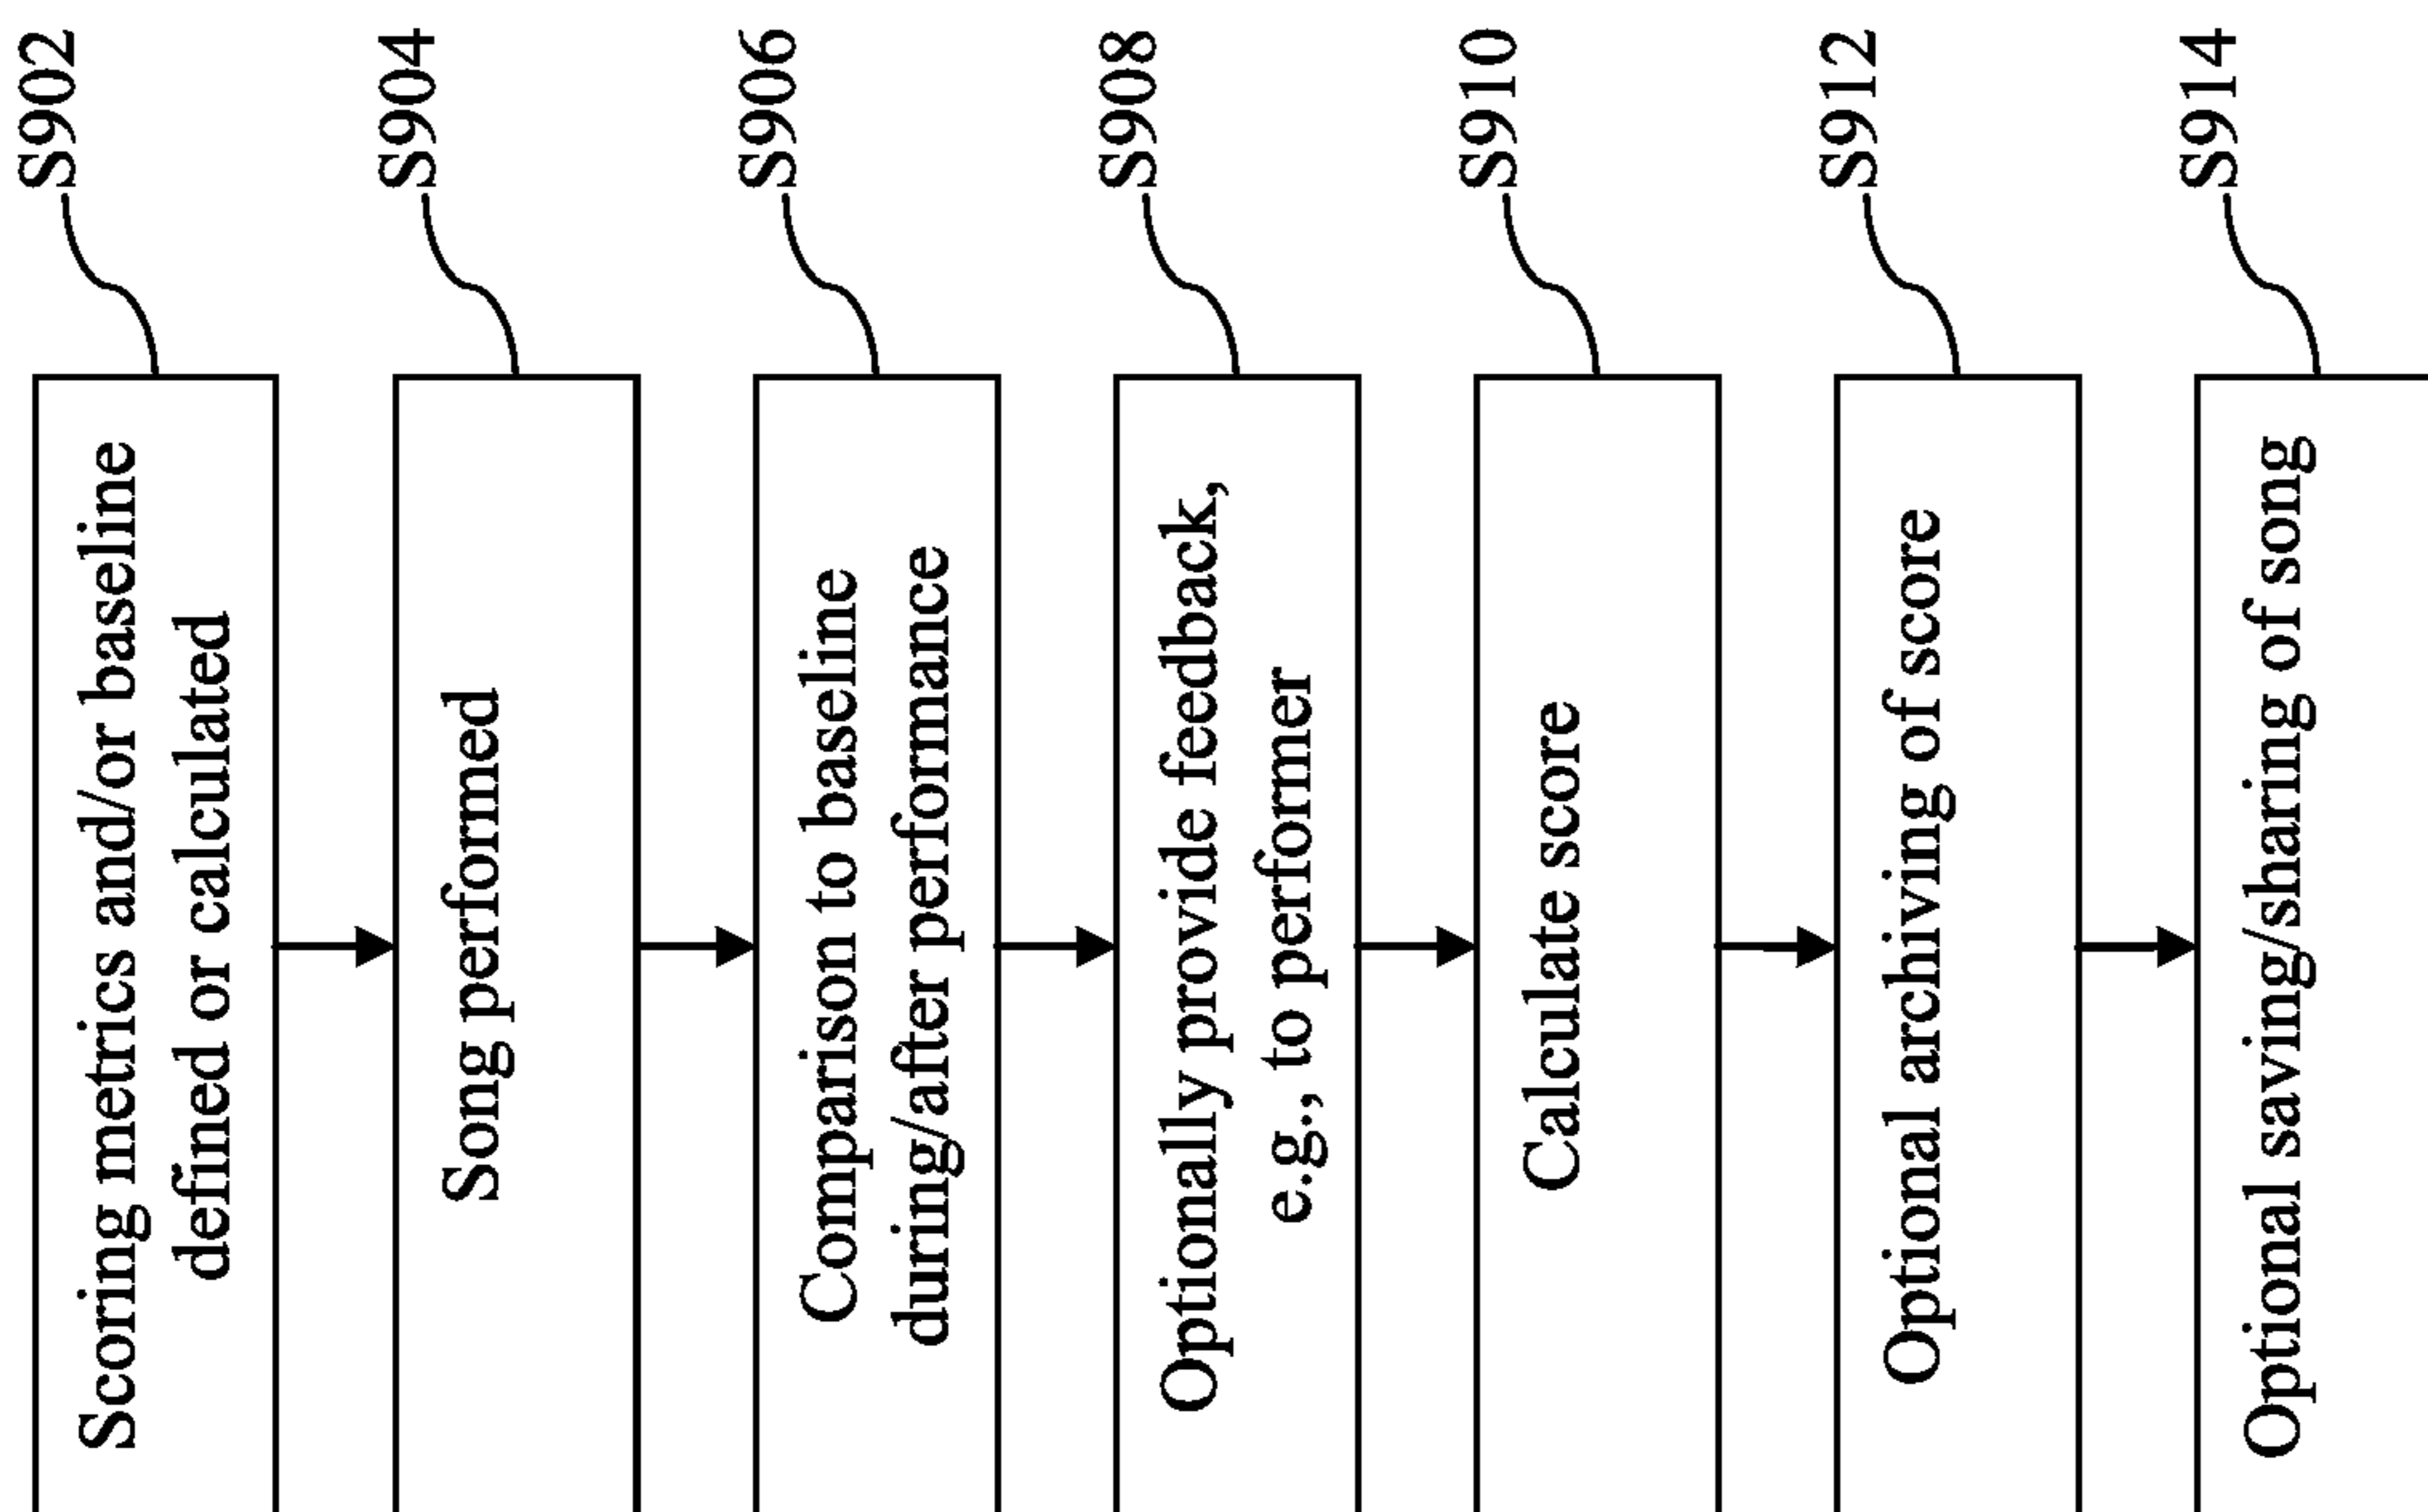 S902
Scoring metrics and/or baseline
defined or calculated
S904
Song performed
S906
Comparison to baseline
during/after performance
S908
Optionally provide feedback,
e.g., to performer
S910
Calculate score
S912
Optional archiving of score
S914
Optional saving/sharing of song